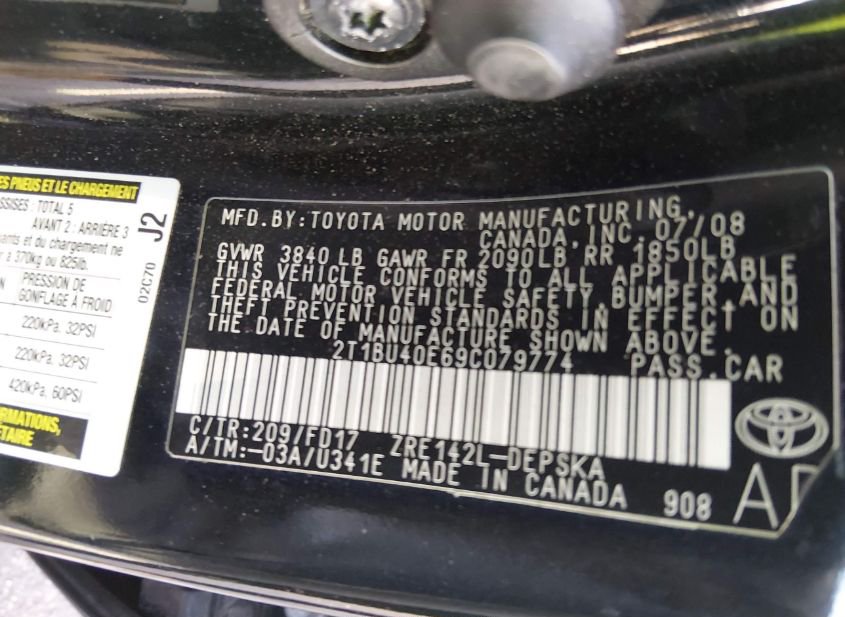 ES PNEUS ET LE CHARGEMENT
SSISES : TOTAL 5
AVANT 2 : ARRIÈRE 3
ants et du chargement ne
r à 370kg ou 825lb.
PRESSION DE
GONFLAGE À FROID
220kPa, 32PSI
220kPa, 32PSI
420kPa, 60PSI
RMATIONS,
ÉTAIRE
J2
02C70
MFD.BY:TOYOTA MOTOR MANUFACTURING,
CANADA, INC. 07/08
GVWR 3840 LB GAWR FR 2090LB RR 1850LB
THIS VEHICLE CONFORMS TO ALL APPLICABLE
FEDERAL MOTOR VEHICLE SAFETY,BUMPER,AND
THEFT PREVENTION STANDARDS IN EFFECT ON
THE DATE OF MANUFACTURE SHOWN ABOVE.
2T1BU40E69C079774 PASS.CAR
C/TR:209/FD17 ZRE142L-DEPSKA
A/TM:-03A/U341E MADE IN CANADA 908